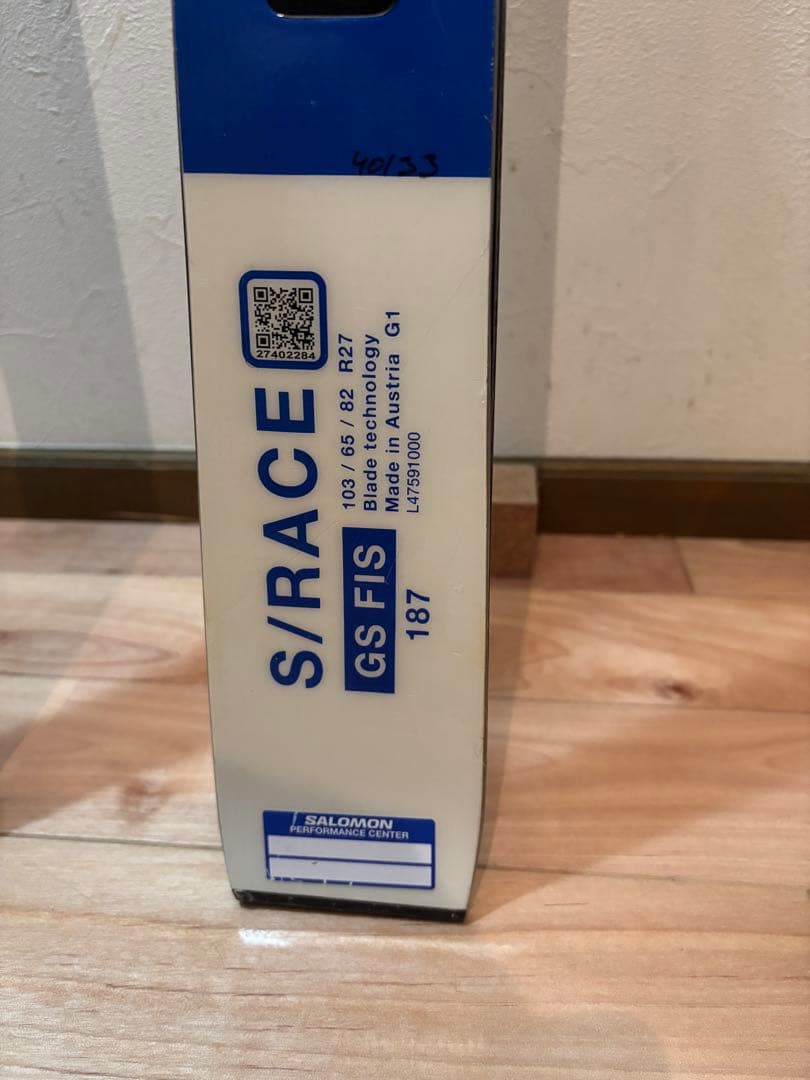 40/33
27402284
S/RACE
GS FIS
187
103 / 65 / 82 R27
Blade technology
Made in Austria G1
L47591000
SALOMON
PERFORMANCE CENTER